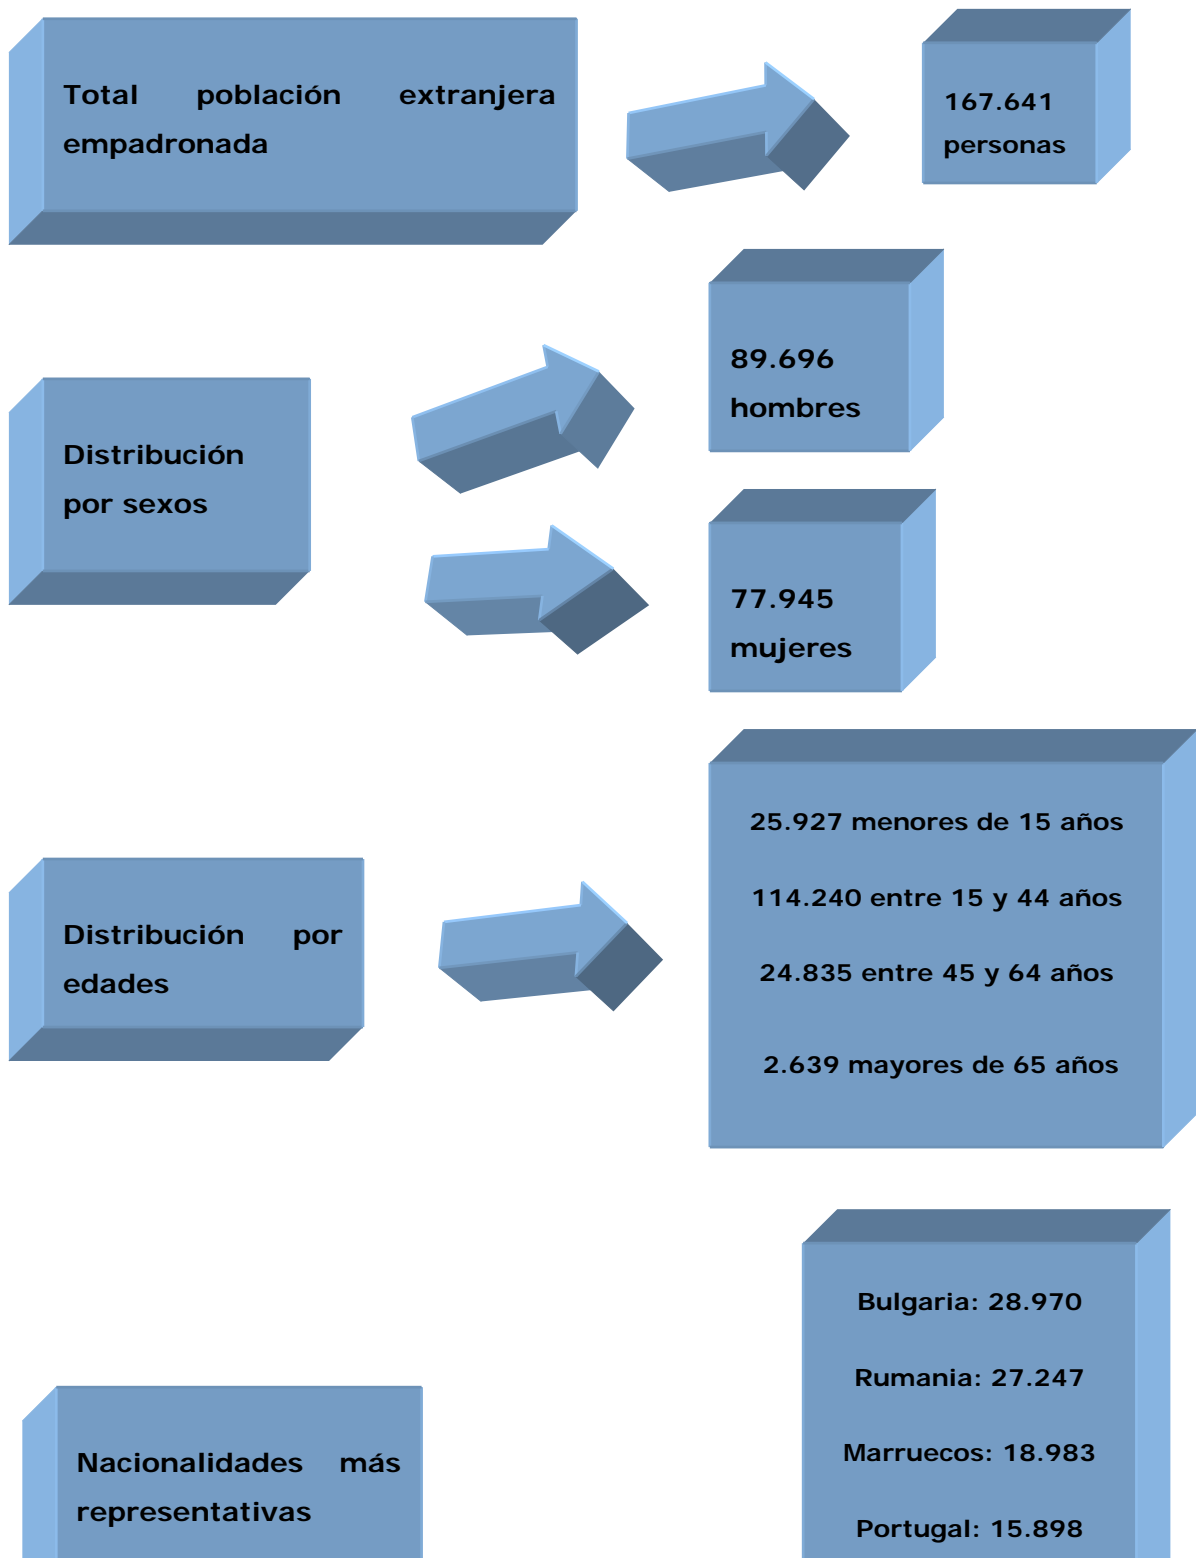 Total población extranjera
empadronada
167.641
personas
Distribución
por sexos
89.696
hombres
77.945
mujeres
Distribución por
edades
25.927 menores de 15 años
114.240 entre 15 y 44 años
24.835 entre 45 y 64 años
2.639 mayores de 65 años
Nacionalidades más
representativas
Bulgaria: 28.970
Rumania: 27.247
Marruecos: 18.983
Portugal: 15.898